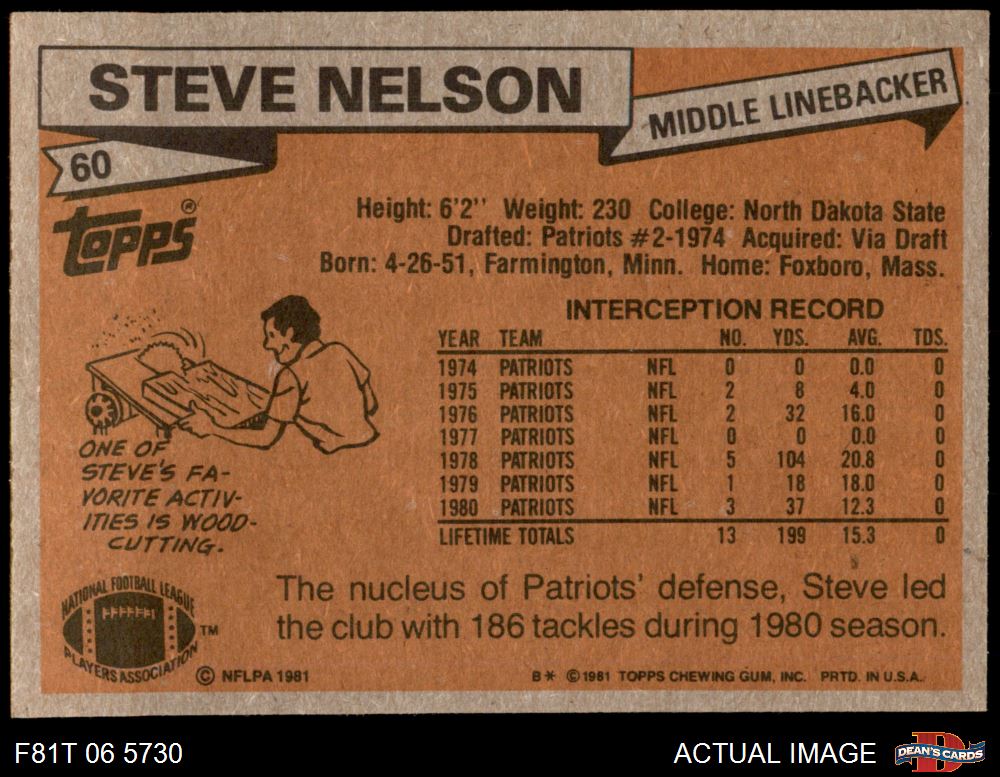 STEVE NELSON
MIDDLE LINEBACKER
60
TOPPS®
Height: 6'2'' Weight: 230 College: North Dakota State
Drafted: Patriots #2-1974 Acquired: Via Draft
Born: 4-26-51, Farmington, Minn. Home: Foxboro, Mass.
INTERCEPTION RECORD
YEAR TEAM NO. YDS. AVG. TDS.
1974 PATRIOTS NFL 0 0 0.0 0
1975 PATRIOTS NFL 2 8 4.0 0
1976 PATRIOTS NFL 2 32 16.0 0
1977 PATRIOTS NFL 0 0 0.0 0
1978 PATRIOTS NFL 5 104 20.8 0
1979 PATRIOTS NFL 1 18 18.0 0
1980 PATRIOTS NFL 3 37 12.3 0
LIFETIME TOTALS 13 199 15.3 0
ONE OF
STEVE'S FA-
VORITE ACTIV-
ITIES IS WOOD-
CUTTING.
The nucleus of Patriots' defense, Steve led
the club with 186 tackles during 1980 season.
NATIONAL FOOTBALL LEAGUE
PLAYERS ASSOCIATION
TM
© NFLPA 1981
B* © 1981 TOPPS CHEWING GUM, INC. PRTD. IN U.S.A.
F81T 06 5730
ACTUAL IMAGE
D
DEAN'S CARDS